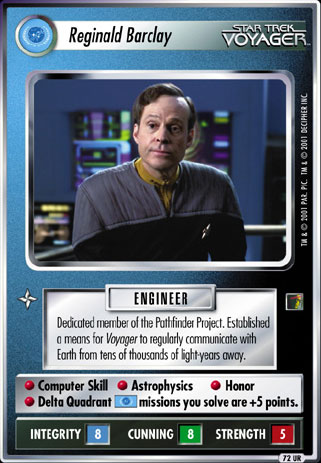 Reginald Barclay
STAR TREK
VOYAGER
TM & © 2001 PAR. PIC. TM & © 2001 DECIPHER INC.
ENGINEER
Dedicated member of the Pathfinder Project. Established
a means for Voyager to regularly communicate with
Earth from tens of thousands of light-years away.
Computer Skill Astrophysics Honor
Delta Quadrant missions you solve are +5 points.
INTEGRITY 8 CUNNING 8 STRENGTH 5
72 UR